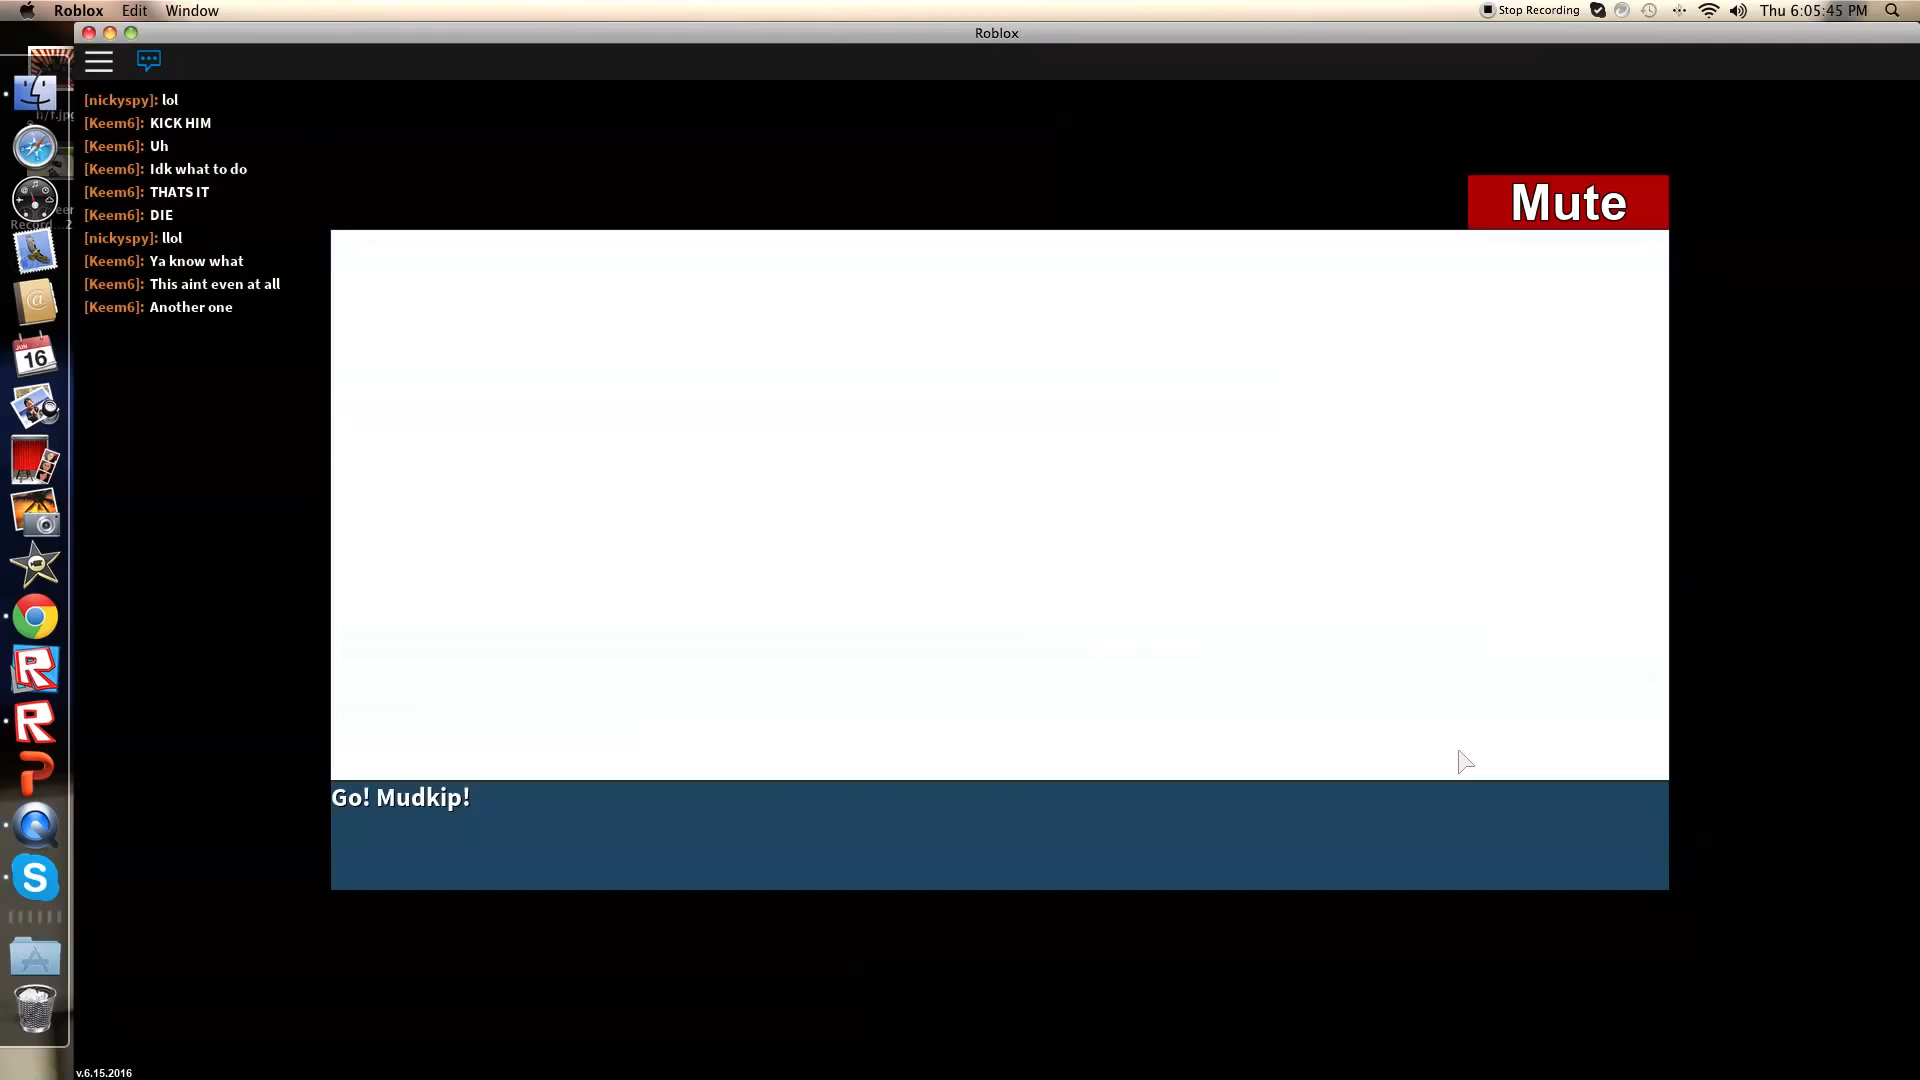 Roblox Edit Window
Stop Recording
Thu 6:05:45 PM
Roblox
[nickyspy]: lol
[Keem6]: KICK HIM
[Keem6]: Uh
[Keem6]: Idk what to do
[Keem6]: THATS IT
[Keem6]: DIE
[nickyspy]: llol
[Keem6]: Ya know what
[Keem6]: This aint even at all
[Keem6]: Another one
Mute
JUN
16
Go! Mudkip!
v.6.15.2016